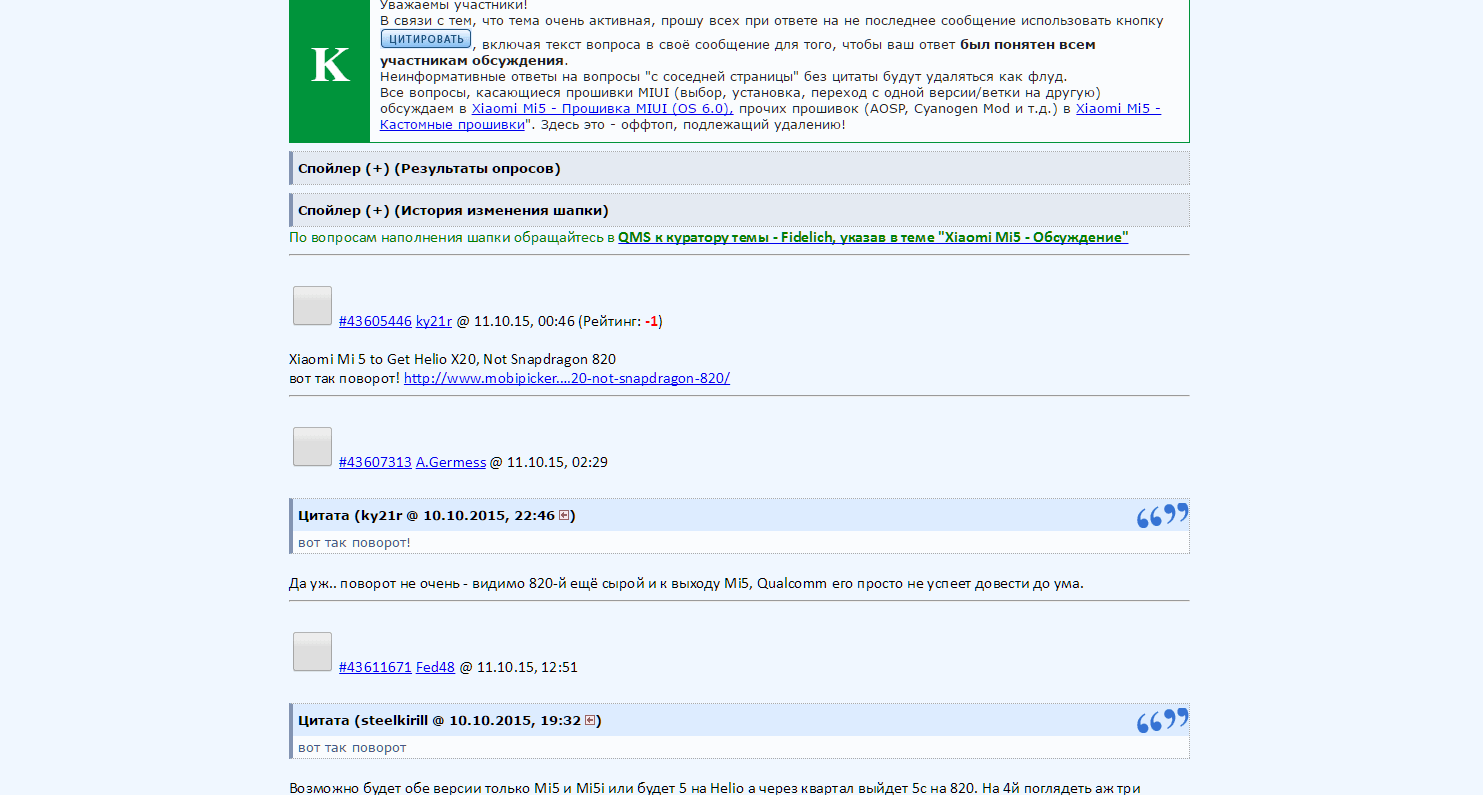 Уважаемы участники!
В связи с тем, что тема очень активная, прошу всех при ответе на не последнее сообщение использовать кнопку
К
ЦИТИРОВАТЬ, включая текст вопроса в своё сообщение для того, чтобы ваш ответ был понятен всем
участникам обсуждения.
Неинформативные ответы на вопросы "с соседней страницы" без цитаты будут удаляться как флуд.
Все вопросы, касающиеся прошивки MIUI (выбор, установка, переход с одной версии/ветки на другую)
обсуждаем в Xiaomi Mi5 - Прошивка MIUI (OS 6.0), прочих прошивок (AOSP, Cyanogen Mod и т.д.) в Xiaomi Mi5 -
Кастомные прошивки". Здесь это - оффтоп, подлежащий удалению!
Спойлер (+) (Результаты опросов)
Спойлер (+) (История изменения шапки)
По вопросам наполнения шапки обращайтесь в QMS к куратору темы - Fidelich, указав в теме "Xiaomi Mi5 - Обсуждение"
#43605446 ky21r @ 11.10.15, 00:46 (Рейтинг: -1)
Xiaomi Mi 5 to Get Helio X20, Not Snapdragon 820
вот так поворот! http://www.mobipicker....20-not-snapdragon-820/
#43607313 A.Germess @ 11.10.15, 02:29
Цитата (ky21r @ 10.10.2015, 22:46)
вот так поворот!
Да уж.. поворот не очень - видимо 820-й ещё сырой и к выходу Mi5, Qualcomm его просто не успеет довести до ума.
#43611671 Fed48 @ 11.10.15, 12:51
Цитата (steelkirill @ 10.10.2015, 19:32)
вот так поворот
Возможно будет обе версии только Mi5 и Mi5i или будет 5 на Helio а через квартал выйдет 5с на 820. На 4й поглядеть аж три